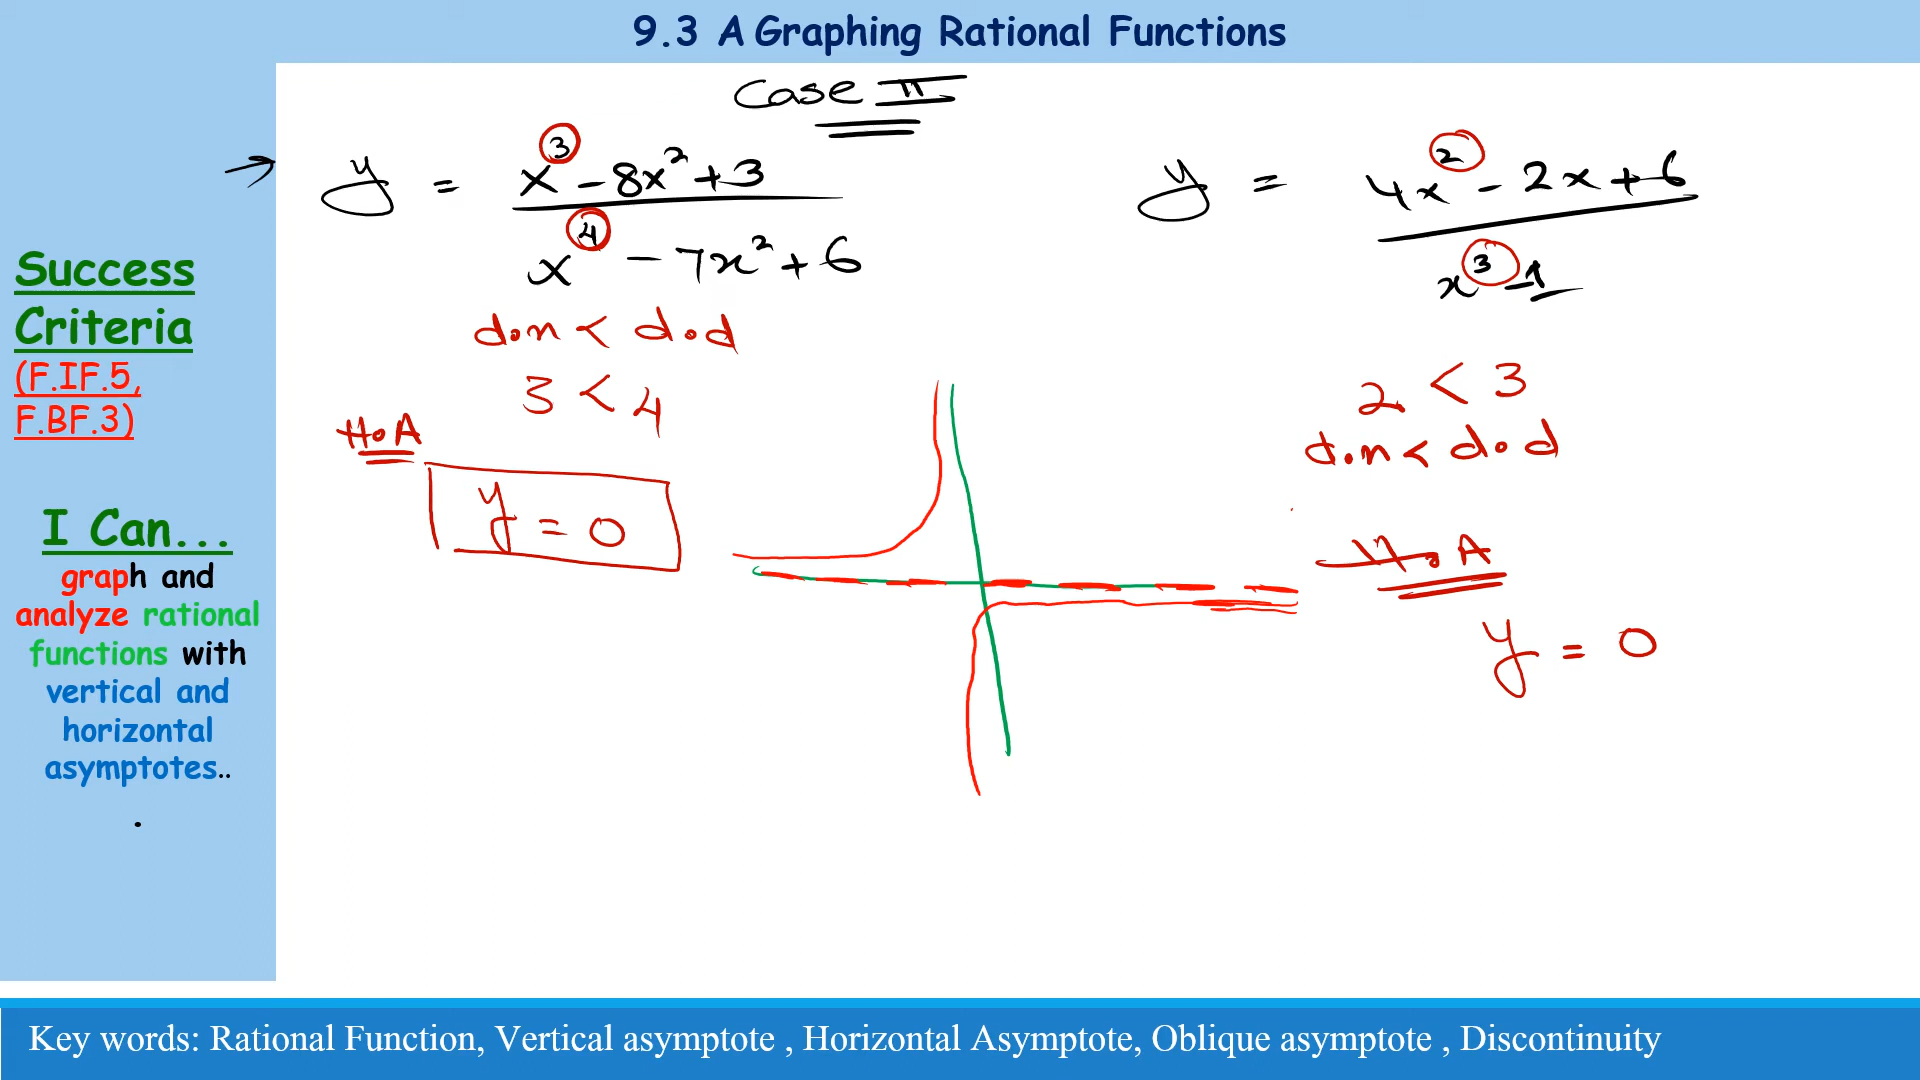 9.3 A Graphing Rational Functions
Case II
y = x³ - 8x² + 3 / x⁴ - 7x² + 6
d.n < d.d
3 < 4
H.A
y = 0
y = 4x² - 2x + 6 / x³ - 1
2 < 3
d.n < d.d
H.A
y = 0
Success
Criteria
(F.IF.5,
F.BF.3)
I Can...
graph and
analyze rational
functions with
vertical and
horizontal
asymptotes..
.
Key words: Rational Function, Vertical asymptote , Horizontal Asymptote, Oblique asymptote , Discontinuity